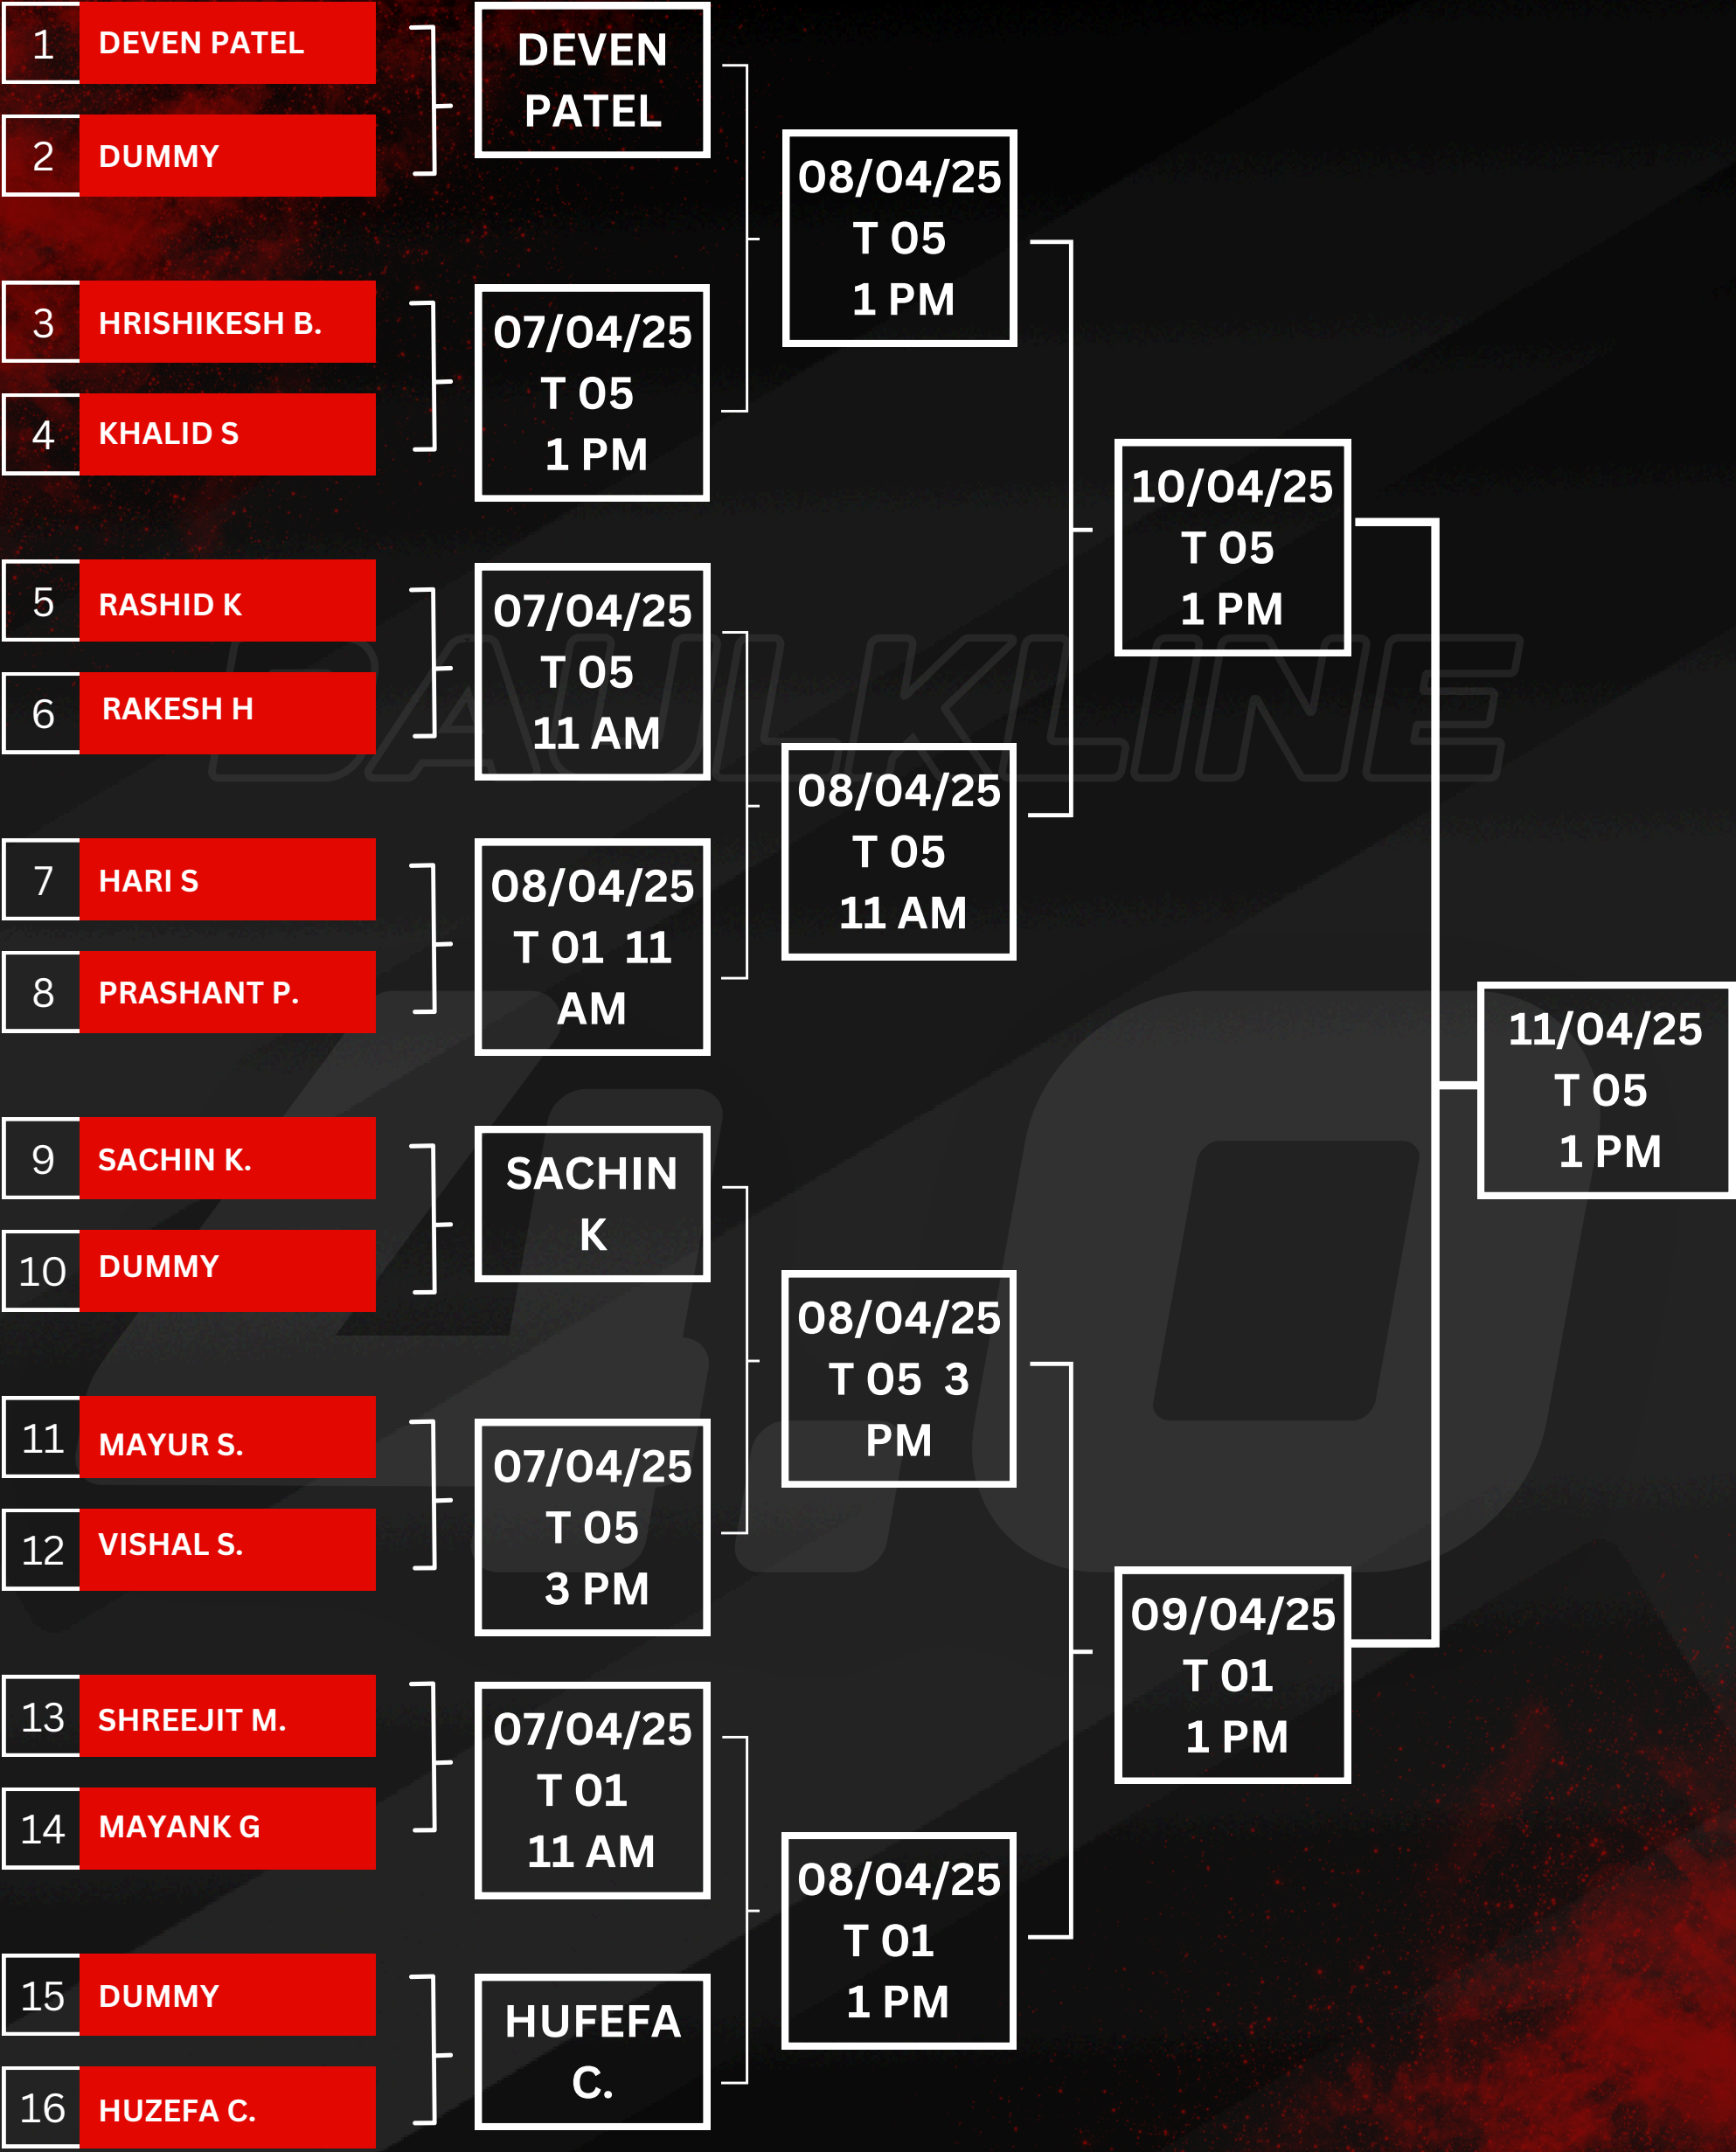 1 DEVEN PATEL
2 DUMMY
DEVEN
PATEL
3 HRISHIKESH B.
4 KHALID S
07/04/25
T 05
1 PM
08/04/25
T 05
1 PM
5 RASHID K
6 RAKESH H
07/04/25
T 05
11 AM
7 HARI S
8 PRASHANT P.
08/04/25
T 01 11
AM
08/04/25
T 05
11 AM
10/04/25
T 05
1 PM
9 SACHIN K.
10 DUMMY
SACHIN
K
11 MAYUR S.
12 VISHAL S.
07/04/25
T 05
3 PM
08/04/25
T 05 3
PM
13 SHREEJIT M.
14 MAYANK G
07/04/25
T 01
11 AM
15 DUMMY
16 HUZEFA C.
HUFEFA
C.
08/04/25
T 01
1 PM
09/04/25
T 01
1 PM
11/04/25
T 05
1 PM
BAULKLINE
4.0